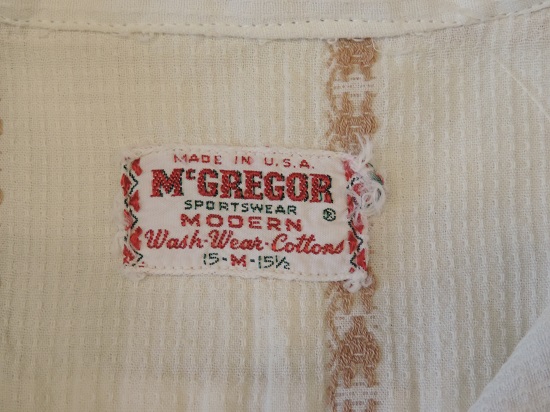 MADE IN U.S.A.
McGREGOR
SPORTSWEAR ®
MODERN
Wash-Wear-Cottons
15-M-15½